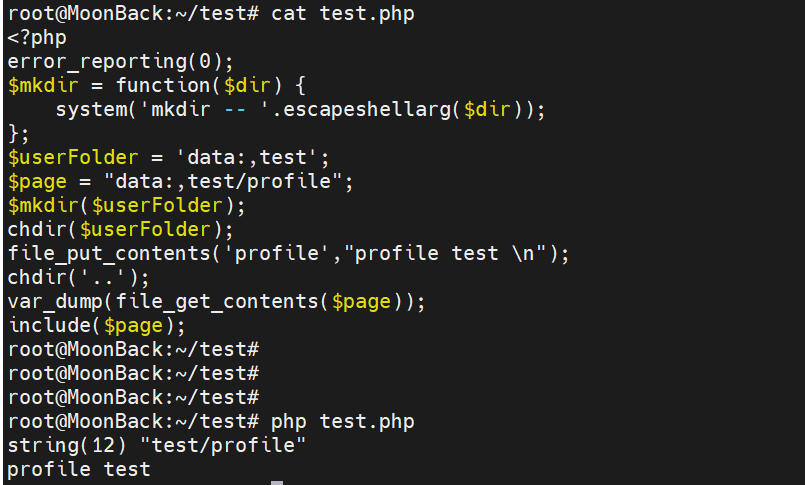 root@MoonBack:~/test# cat test.php
<?php
error_reporting(0);
$mkdir = function($dir) {
    system('mkdir -- '.escapeshellarg($dir));
};
$userFolder = 'data:,test';
$page = "data:,test/profile";
$mkdir($userFolder);
chdir($userFolder);
file_put_contents('profile',"profile test \n");
chdir('..');
var_dump(file_get_contents($page));
include($page);
root@MoonBack:~/test#
root@MoonBack:~/test#
root@MoonBack:~/test#
root@MoonBack:~/test# php test.php
string(12) "test/profile"
profile test